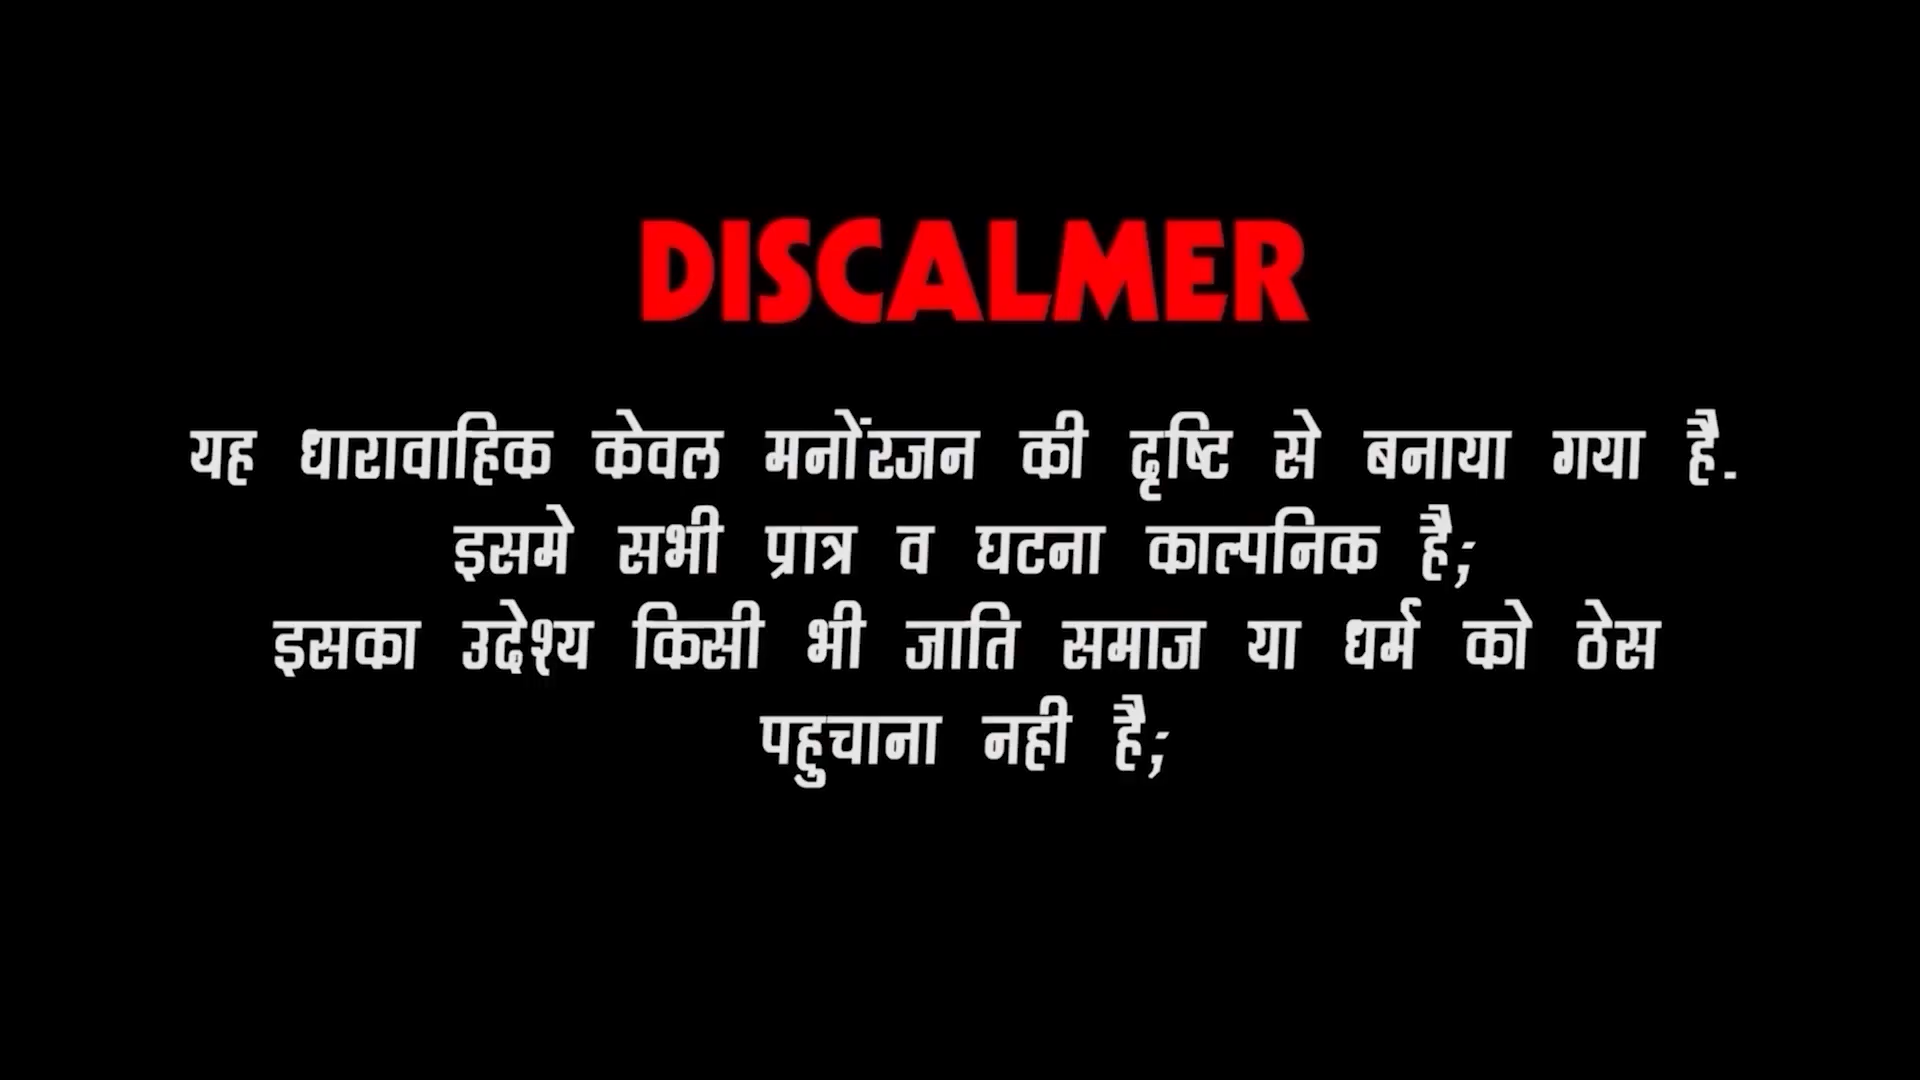 DISCALMER
यह धारावाहिक केवल मनोंरजन की दृष्टि से बनाया गया है.
इसमे सभी प्रात्र व घटना काल्पनिक है;
इसका उदेश्य किसी भी जाति समाज या धर्म को ठेस
पहुचाना नही है;